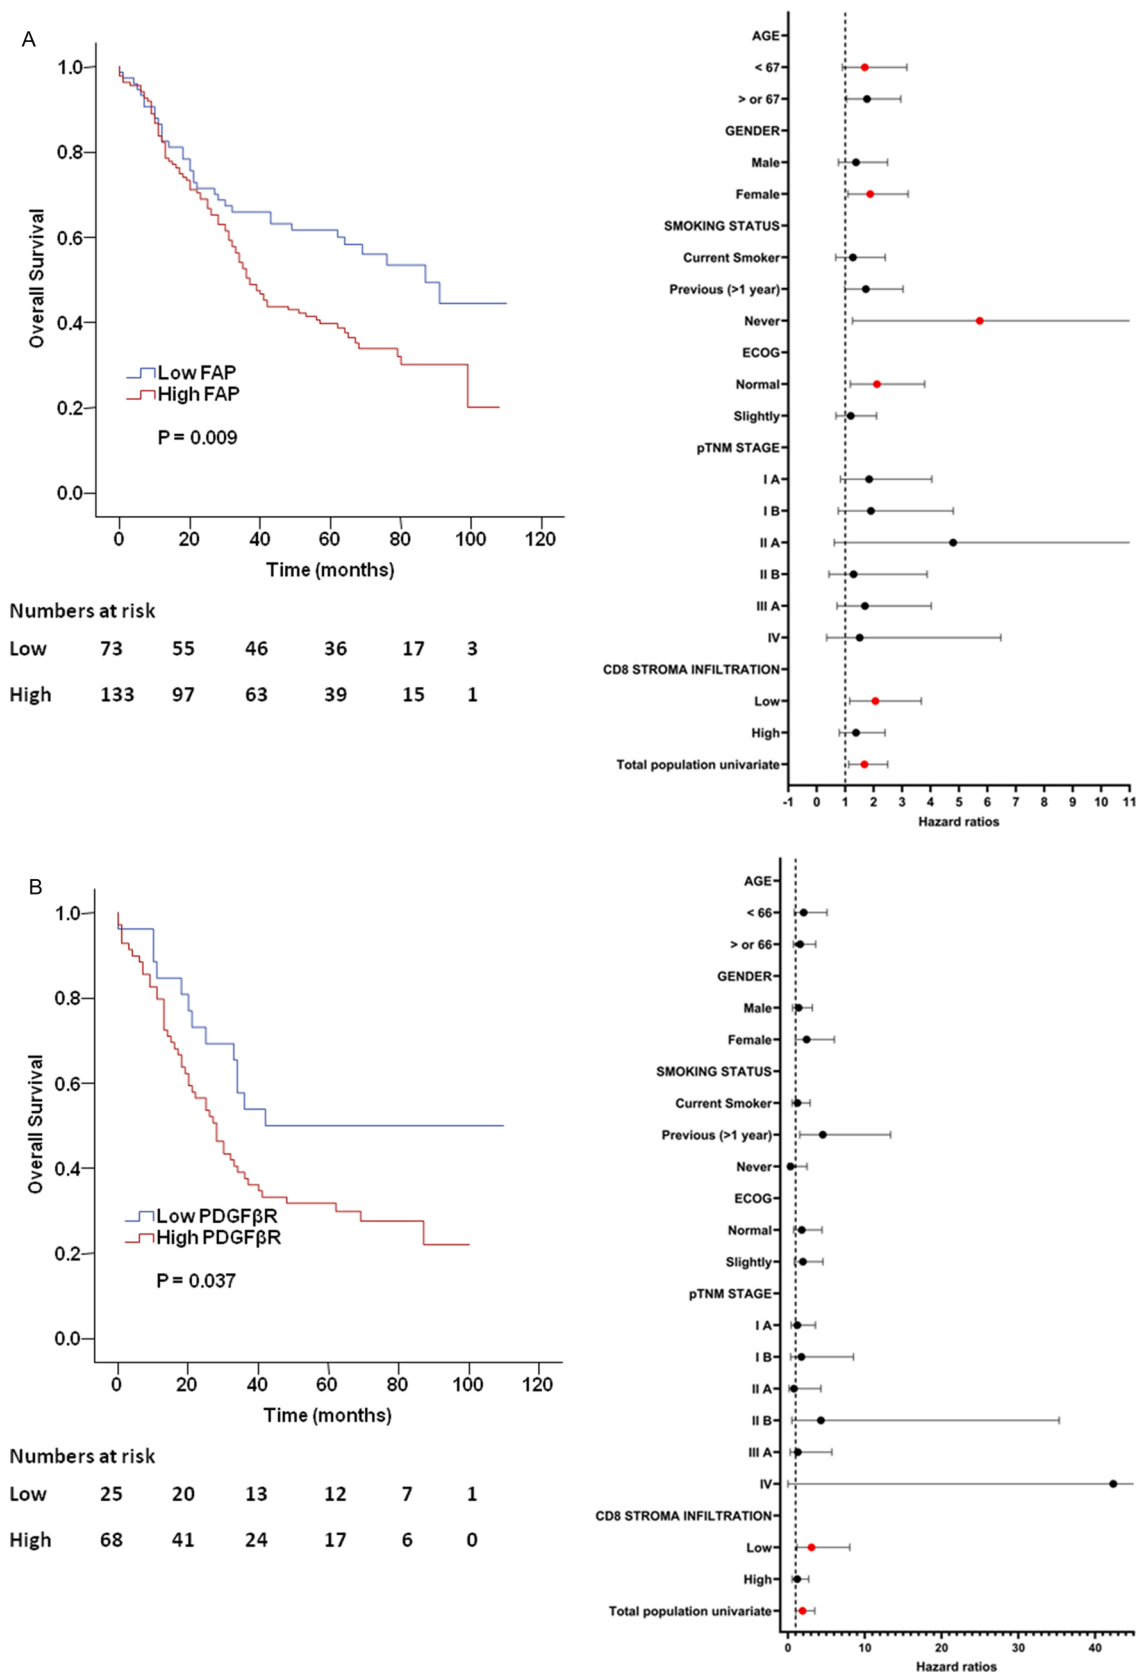 A
1.0
0.8
0.6
0.4
0.2
0.0
Overall Survival
Low FAP
High FAP
P = 0.009
0 20 40 60 80 100 120
Time (months)
Numbers at risk
Low 73 55 46 36 17 3
High 133 97 63 39 15 1
AGE
< 67
> or 67
GENDER
Male
Female
SMOKING STATUS
Current Smoker
Previous (>1 year)
Never
ECOG
Normal
Slightly
pTNM STAGE
I A
I B
II A
II B
III A
IV
CD8 STROMA INFILTRATION
Low
High
Total population univariate
-1 0 1 2 3 4 5 6 7 8 9 10 11
Hazard ratios
B
1.0
0.8
0.6
0.4
0.2
0.0
Overall Survival
Low PDGFβR
High PDGFβR
P = 0.037
0 20 40 60 80 100 120
Time (months)
Numbers at risk
Low 25 20 13 12 7 1
High 68 41 24 17 6 0
AGE
< 66
> or 66
GENDER
Male
Female
SMOKING STATUS
Current Smoker
Previous (>1 year)
Never
ECOG
Normal
Slightly
pTNM STAGE
I A
I B
II A
II B
III A
IV
CD8 STROMA INFILTRATION
Low
High
Total population univariate
0 10 20 30 40
Hazard ratios